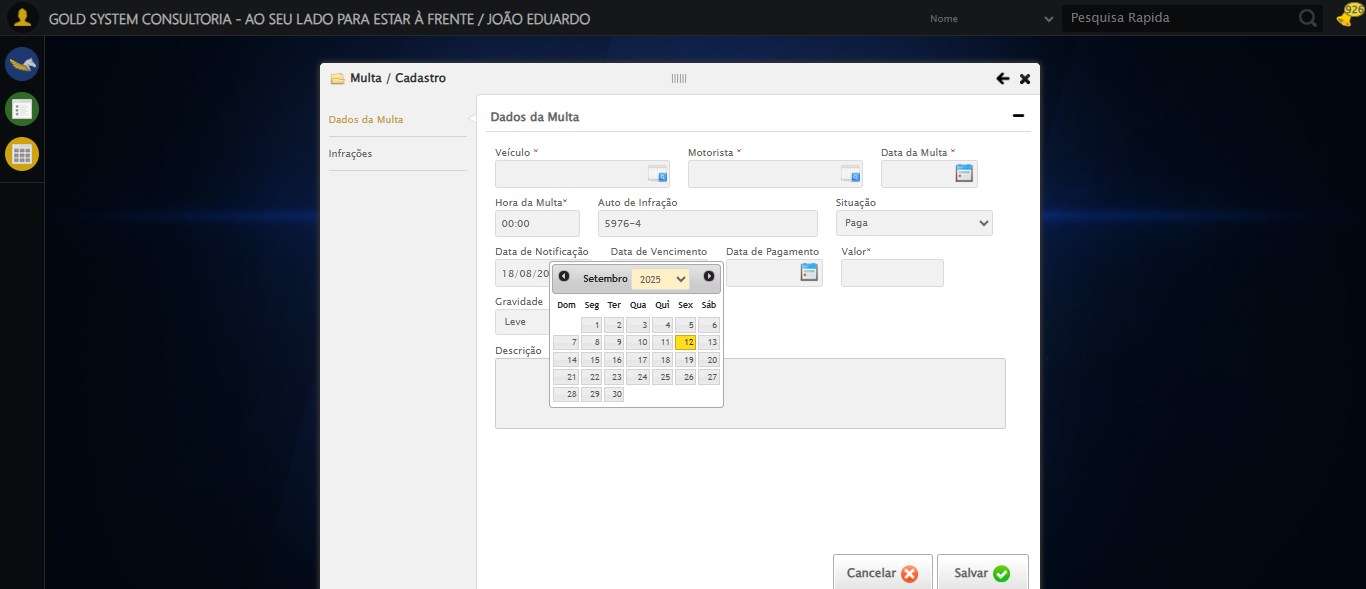 GOLD SYSTEM CONSULTORIA - AO SEU LADO PARA ESTAR À FRENTE / JOÃO EDUARDO
Nome
Pesquisa Rapida
926
Multa / Cadastro
Dados da Multa
Infrações
Dados da Multa
Veículo * Motorista * Data da Multa *
Hora da Multa* Auto de Infração Situação
00:00 5976-4 Paga
Data de Notificação Data de Vencimento Data de Pagamento Valor*
18/08/20
Setembro 2025
Dom Seg Ter Qua Qui Sex Sáb
1 2 3 4 5 6
7 8 9 10 11 12 13
14 15 16 17 18 19 20
21 22 23 24 25 26 27
28 29 30
Gravidade
Leve
Descrição
Cancelar Salvar